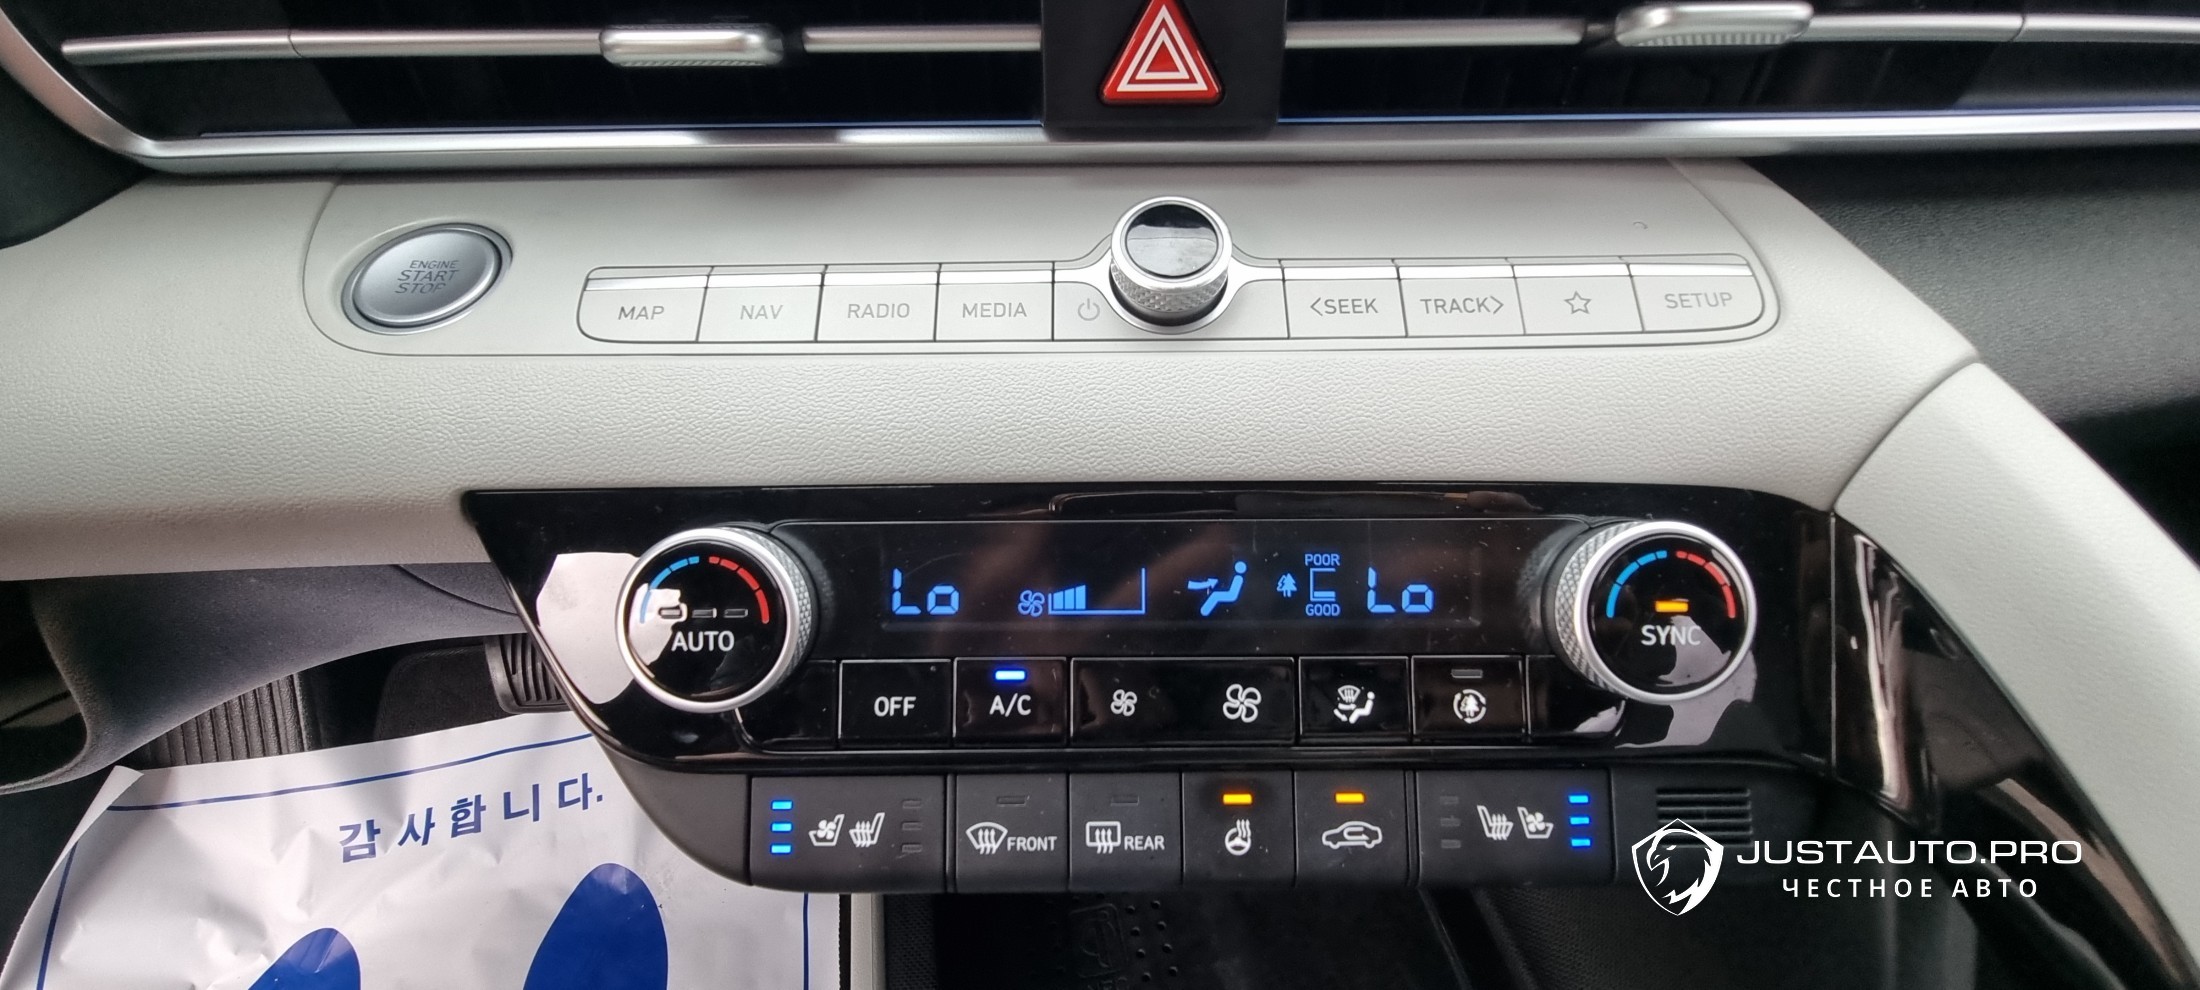 ENGINE
START
STOP
MAP
NAV
RADIO
MEDIA
<SEEK
TRACK>
SETUP
AUTO
Lo
POOR
GOOD
Lo
SYNC
OFF
A/C
FRONT
REAR
감사합니다.
JUSTAUTO.PRO
ЧЕСТНОЕ АВТО